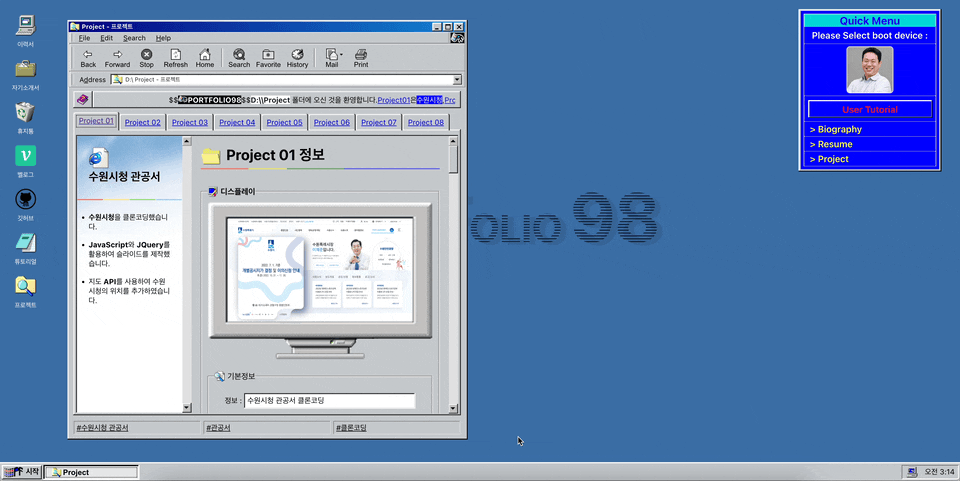 이력서
자기소개서
휴지통
벨로그
깃허브
튜토리얼
프로젝트
Project - 프로젝트
File Edit Search Help
Back Forward Stop Refresh Home Search Favorite History Mail Print
Address D:\ Project - 프로젝트
$$PORTFOLIO98$$D:\\Project 폴더에 오신 것을 환영합니다.Project01은수원시청,Prc
Project 01 Project 02 Project 03 Project 04 Project 05 Project 06 Project 07 Project 08
수원시청 관공서
수원시청을 클론코딩했습니
다.
JavaScript와 JQuery를
활용하여 슬라이드를 제작했
습니다.
지도 API를 사용하여 수원
시청의 위치를 추가하였습니
다.
Project 01 정보
디스플레이
기본정보
정보 : 수원시청 관공서 클론코딩
#수원시청 관공서 #관공서 #클론코딩
FOLIO 98
Quick Menu
Please Select boot device :
User Tutorial
> Biography
> Resume
> Project
시작 Project 오전 3:14